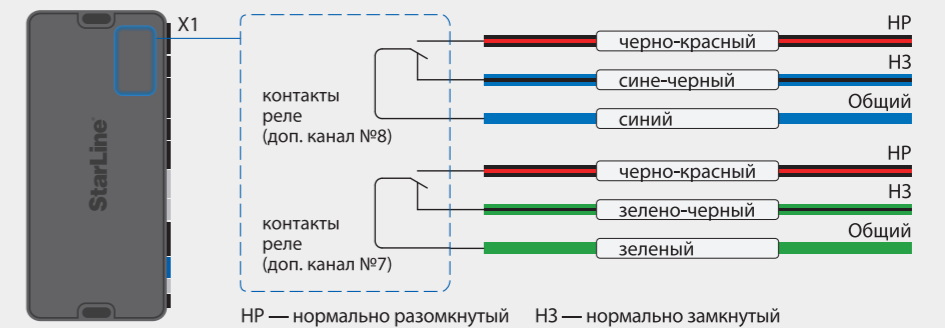 X1
StarLine
контакты
реле
(доп. канал №8)
НР
черно-красный
НЗ
сине-черный
Общий
синий
контакты
реле
(доп. канал №7)
НР
черно-красный
НЗ
зелено-черный
Общий
зеленый
НР — нормально разомкнутый НЗ — нормально замкнутый